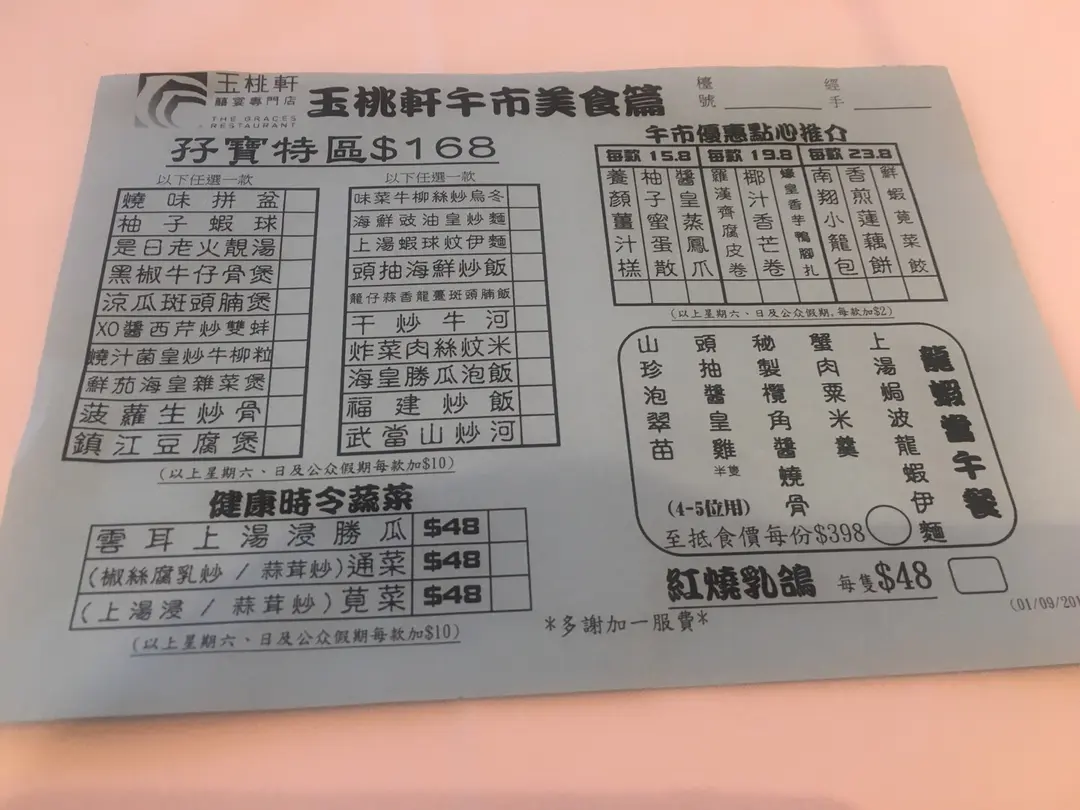 玉桃軒
囍宴專門店
THE GRACES
RESTAURANT
玉桃軒午市美食篇
檯號
經手
孖寶特區$168
以下任選一款
燒味拼盆
柚子蝦球
是日老火靚湯
黑椒牛仔骨煲
涼瓜斑頭腩煲
XO醬西芹炒雙蚌
燒汁菌皇炒牛柳粒
鮮茄海皇雜菜煲
菠蘿生炒骨
鎮江豆腐煲
以下任選一款
味菜牛柳絲炒烏冬
海鮮豉油皇炒麵
上湯蝦球炆伊麵
頭抽海鮮炒飯
籠仔蒜香龍躉斑頭腩飯
干炒牛河
炸菜肉絲炆米
海皇勝瓜泡飯
福建炒飯
武當山炒河
(以上星期六、日及公众假期每款加$10)
健康時令蔬菜
雲耳上湯浸勝瓜 $48
(椒絲腐乳炒 / 蒜茸炒)通菜 $48
(上湯浸 / 蒜茸炒)莧菜 $48
(以上星期六、日及公众假期每款加$10)
午市優惠點心推介
每款 15.8 每款 19.8 每款 23.8
養顏薑汁糕
柚子蜜蛋散
醬皇蒸鳳爪
羅漢齋腐皮卷
椰汁香芒卷
蠔皇香芋鴨腳扎
南翔小籠包
香煎蓮藕餅
鮮蝦莧菜餃
(以上星期六、日及公众假期,每款加$2)
龍蝦當午餐
上湯焗波龍蝦伊麵
蟹肉粟米羹
秘製欖角醬燒骨
頭抽醬皇雞 半隻
山珍泡翠苗
(4-5位用)
至抵食價每份$398
紅燒乳鴿 每隻$48
*多謝加一服費*
(01/09/201